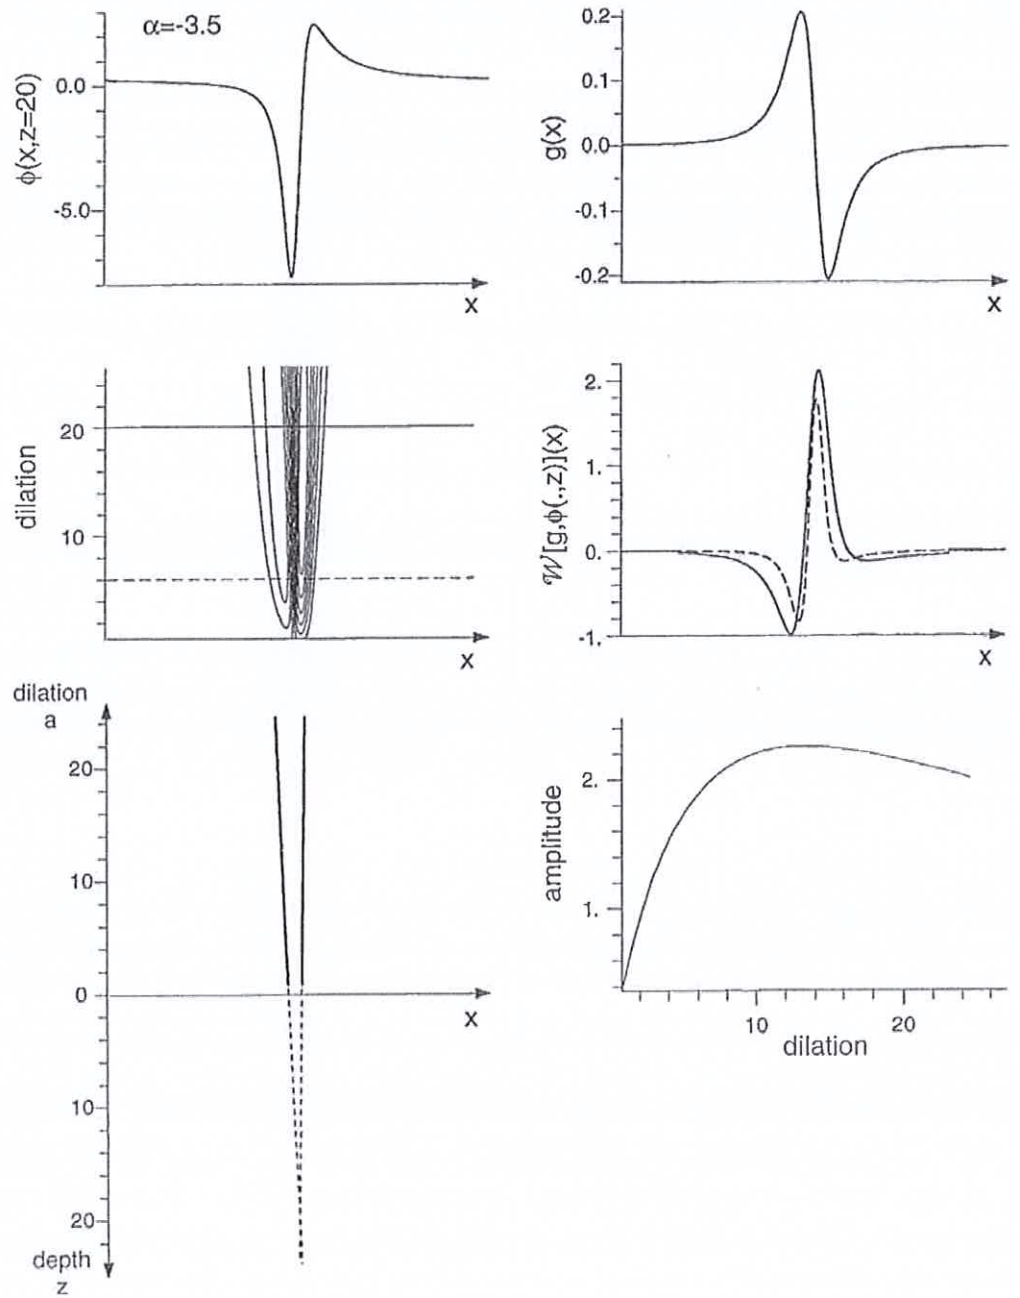 α=-3.5
ϕ(x,z=20)
0.0
-5.0
x
g(x)
0.2
0.1
0.0
-0.1
-0.2
x
dilation
20
10
x
𝒲[g,ϕ(.,z)](x)
2.
1.
0.
-1.
x
dilation
a
20
10
0
x
10
20
depth
z
amplitude
2.
1.
10
20
dilation